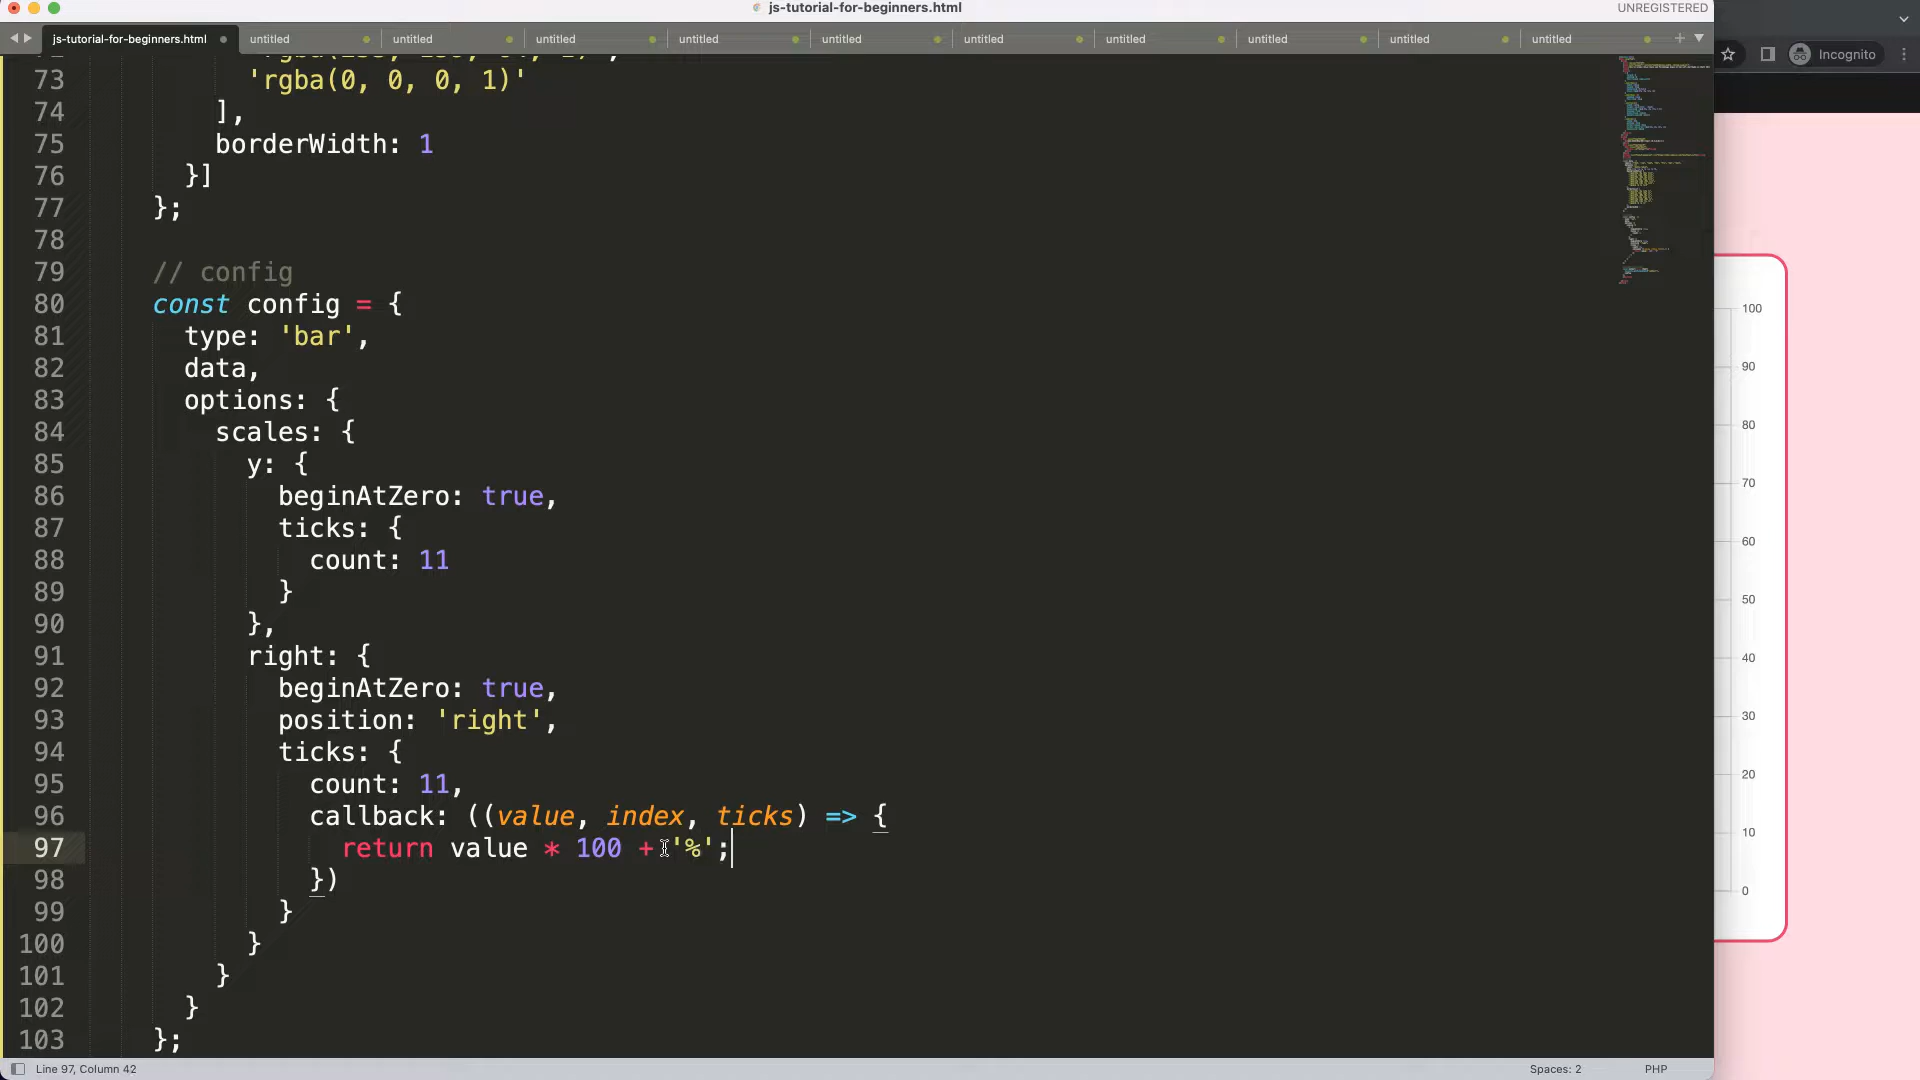 js-tutorial-for-beginners.html
UNREGISTERED
js-tutorial-for-beginners.html untitled untitled untitled untitled untitled untitled untitled untitled untitled untitled
Incognito
73 'rgba(0, 0, 0, 1)'
74 ],
75 borderWidth: 1
76 }]
77 };
78
79 // config
80 const config = {
81 type: 'bar',
82 data,
83 options: {
84 scales: {
85 y: {
86 beginAtZero: true,
87 ticks: {
88 count: 11
89 }
90 },
91 right: {
92 beginAtZero: true,
93 position: 'right',
94 ticks: {
95 count: 11,
96 callback: ((value, index, ticks) => {
97 return value * 100 + '%';
98 })
99 }
100 }
101 }
102 }
103 };
100
90
80
70
60
50
40
30
20
10
0
Line 97, Column 42
Spaces: 2
PHP